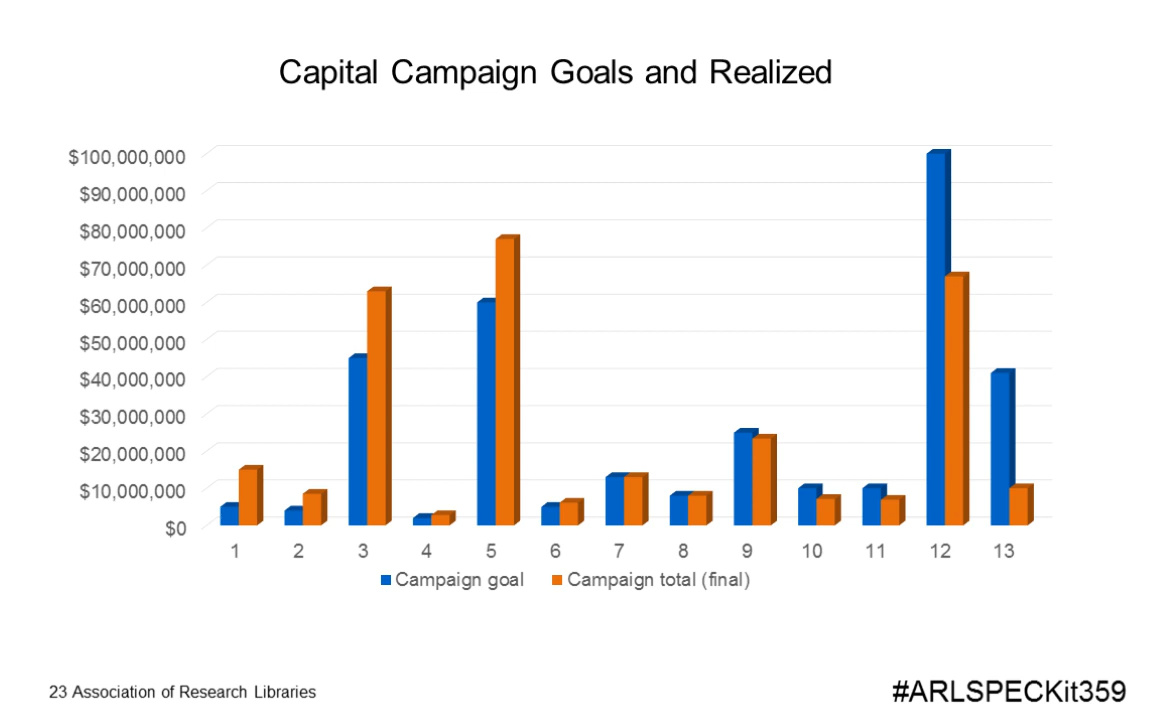 Capital Campaign Goals and Realized
$100,000,000
$90,000,000
$80,000,000
$70,000,000
$60,000,000
$50,000,000
$40,000,000
$30,000,000
$20,000,000
$10,000,000
$0
1 2 3 4 5 6 7 8 9 10 11 12 13
Campaign goal Campaign total (final)
23 Association of Research Libraries
#ARLSPECKit359